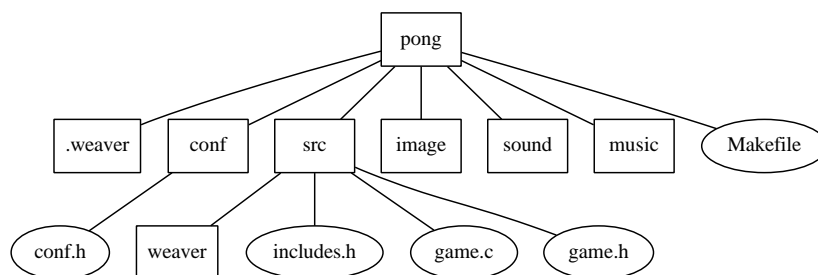 pong
.weaver conf src image sound music Makefile
conf.h weaver includes.h game.c game.h